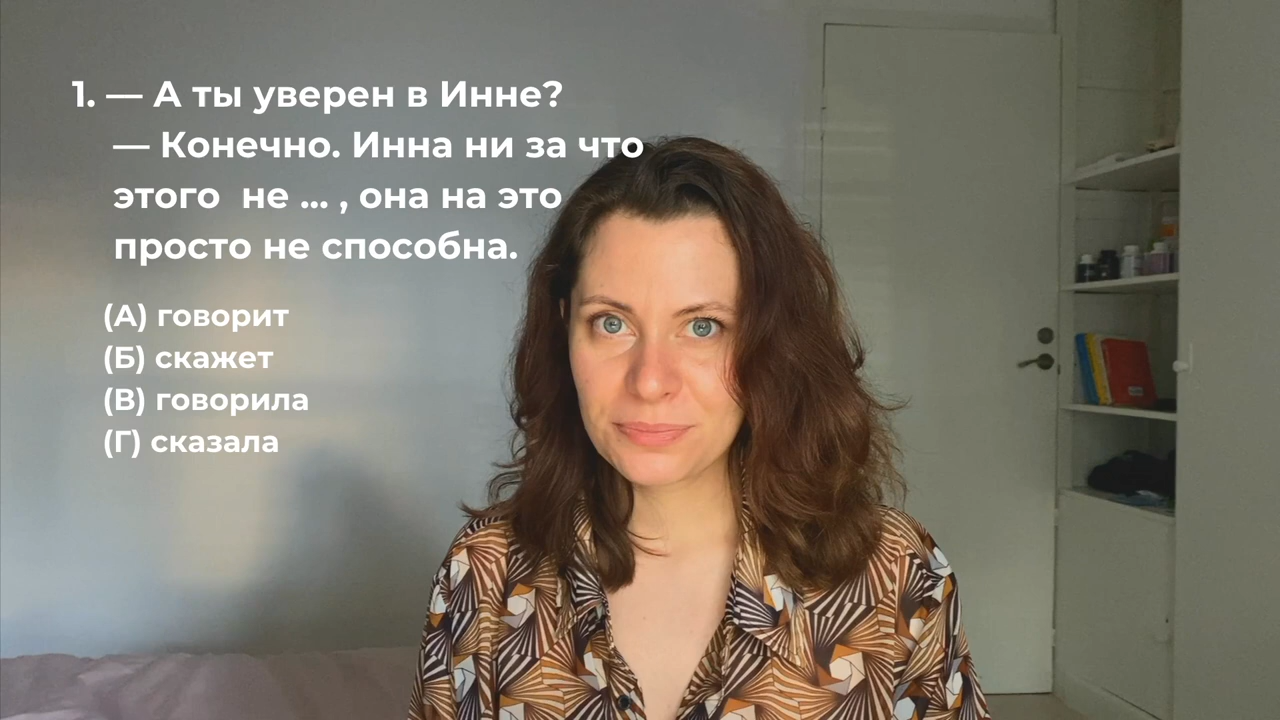 1. — А ты уверен в Инне?
— Конечно. Инна ни за что
этого не ... , она на это
просто не способна.
(А) говорит
(Б) скажет
(В) говорила
(Г) сказала